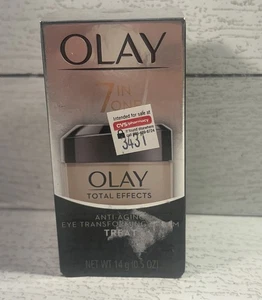 OLAY
7 IN
ONE
Intended for sale at
CVS pharmacy
3431
OLAY
TOTAL EFFECTS
ANTI-AGING
EYE TRANSFORMING CREAM
TREAT
NET WT 14 g (0.5 OZ)